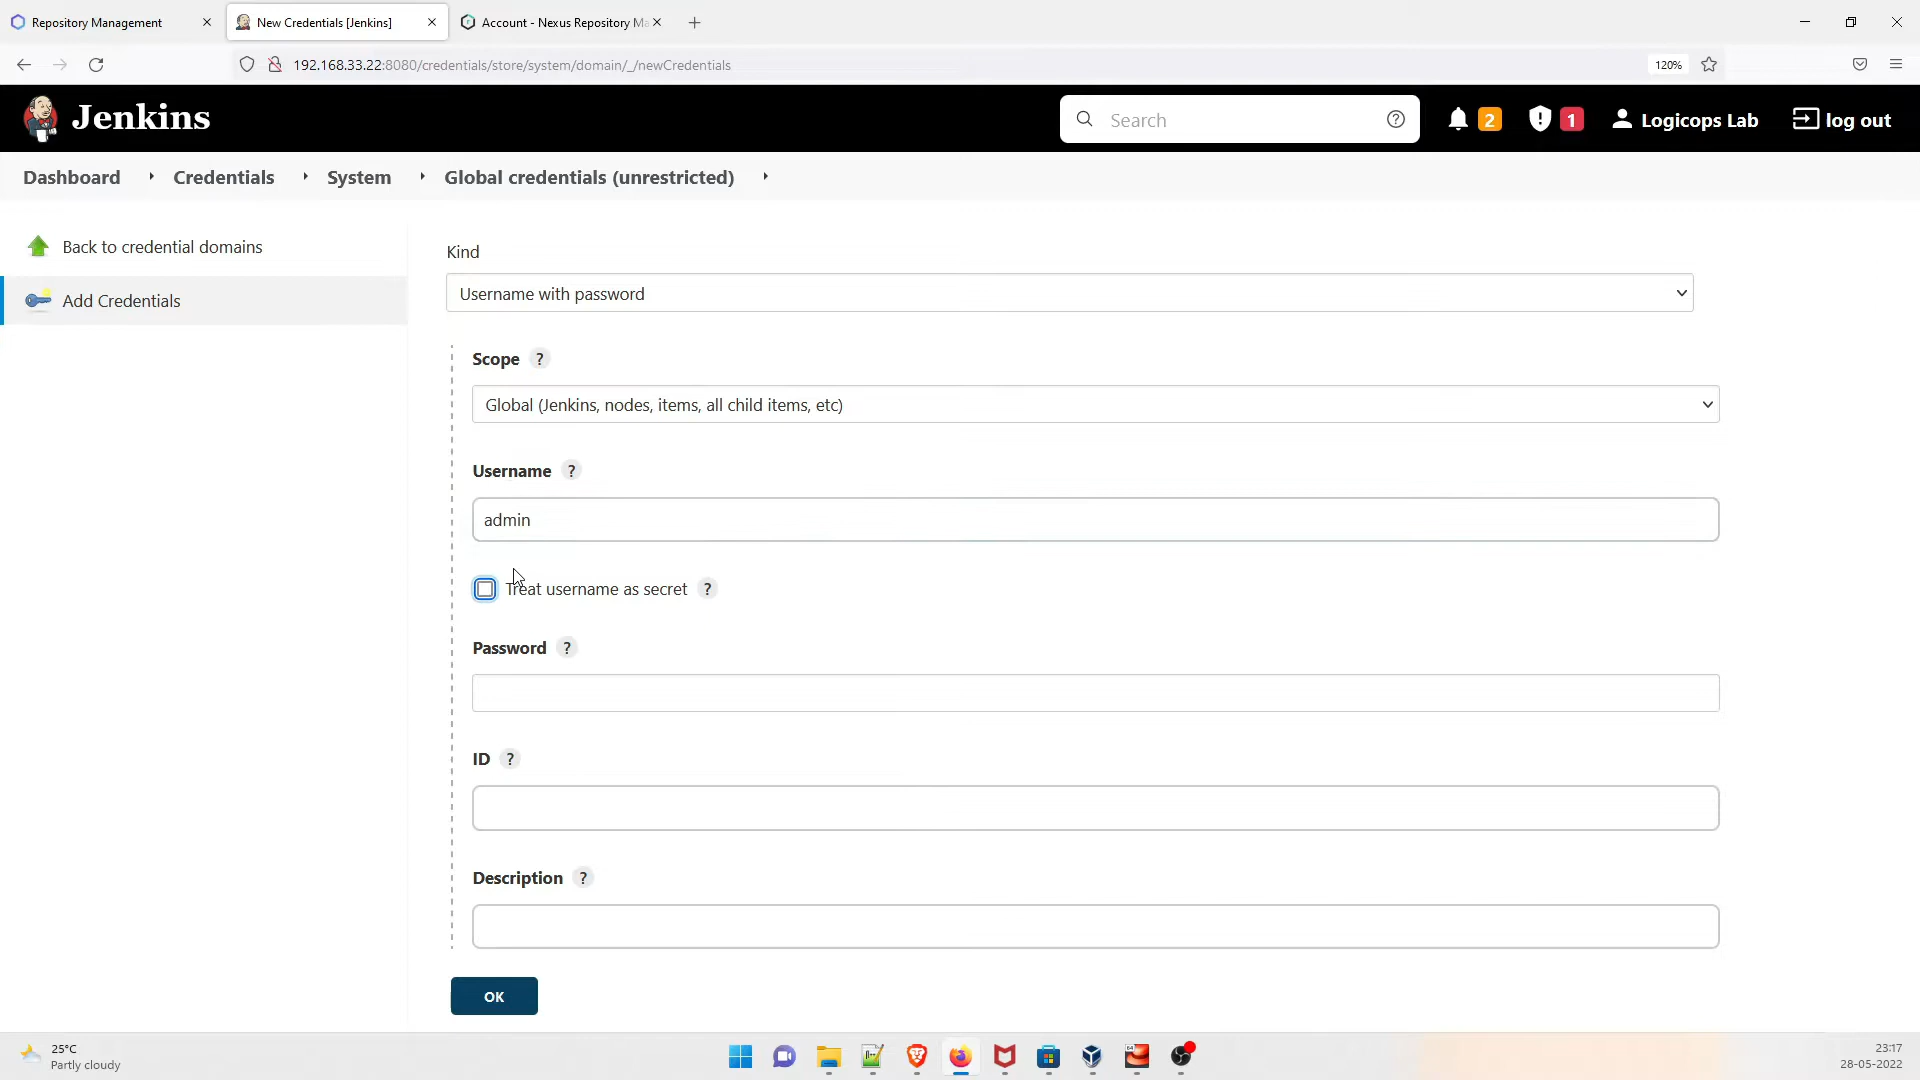 Repository Management
New Credentials [Jenkins]
Account - Nexus Repository Ma
192.168.33.22:8080/credentials/store/system/domain/_/newCredentials
120%
Jenkins
Search
2
1
Logicops Lab
log out
Dashboard
Credentials
System
Global credentials (unrestricted)
Back to credential domains
Add Credentials
Kind
Username with password
Scope ?
Global (Jenkins, nodes, items, all child items, etc)
Username ?
admin
Treat username as secret ?
Password ?
ID ?
Description ?
OK
25°C
Partly cloudy
23:17
28-05-2022